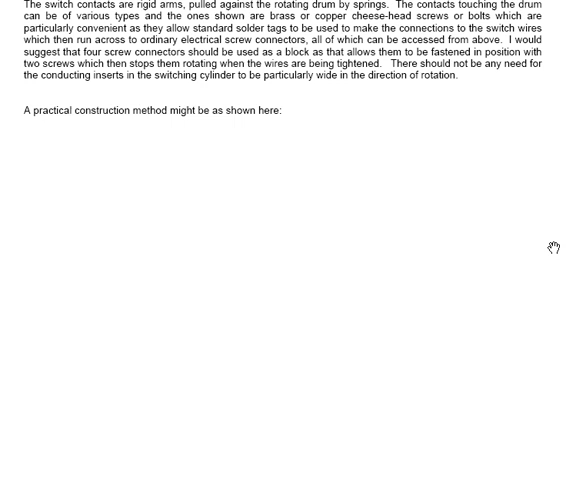 The switch contacts are rigid arms, pulled against the rotating drum by springs. The contacts touching the drum
can be of various types and the ones shown are brass or copper cheese-head screws or bolts which are
particularly convenient as they allow standard solder tags to be used to make the connections to the switch wires
which then run across to ordinary electrical screw connectors, all of which can be accessed from above. I would
suggest that four screw connectors should be used as a block as that allows them to be fastened in position with
two screws which then stops them rotating when the wires are being tightened. There should not be any need for
the conducting inserts in the switching cylinder to be particularly wide in the direction of rotation.
A practical construction method might be as shown here: